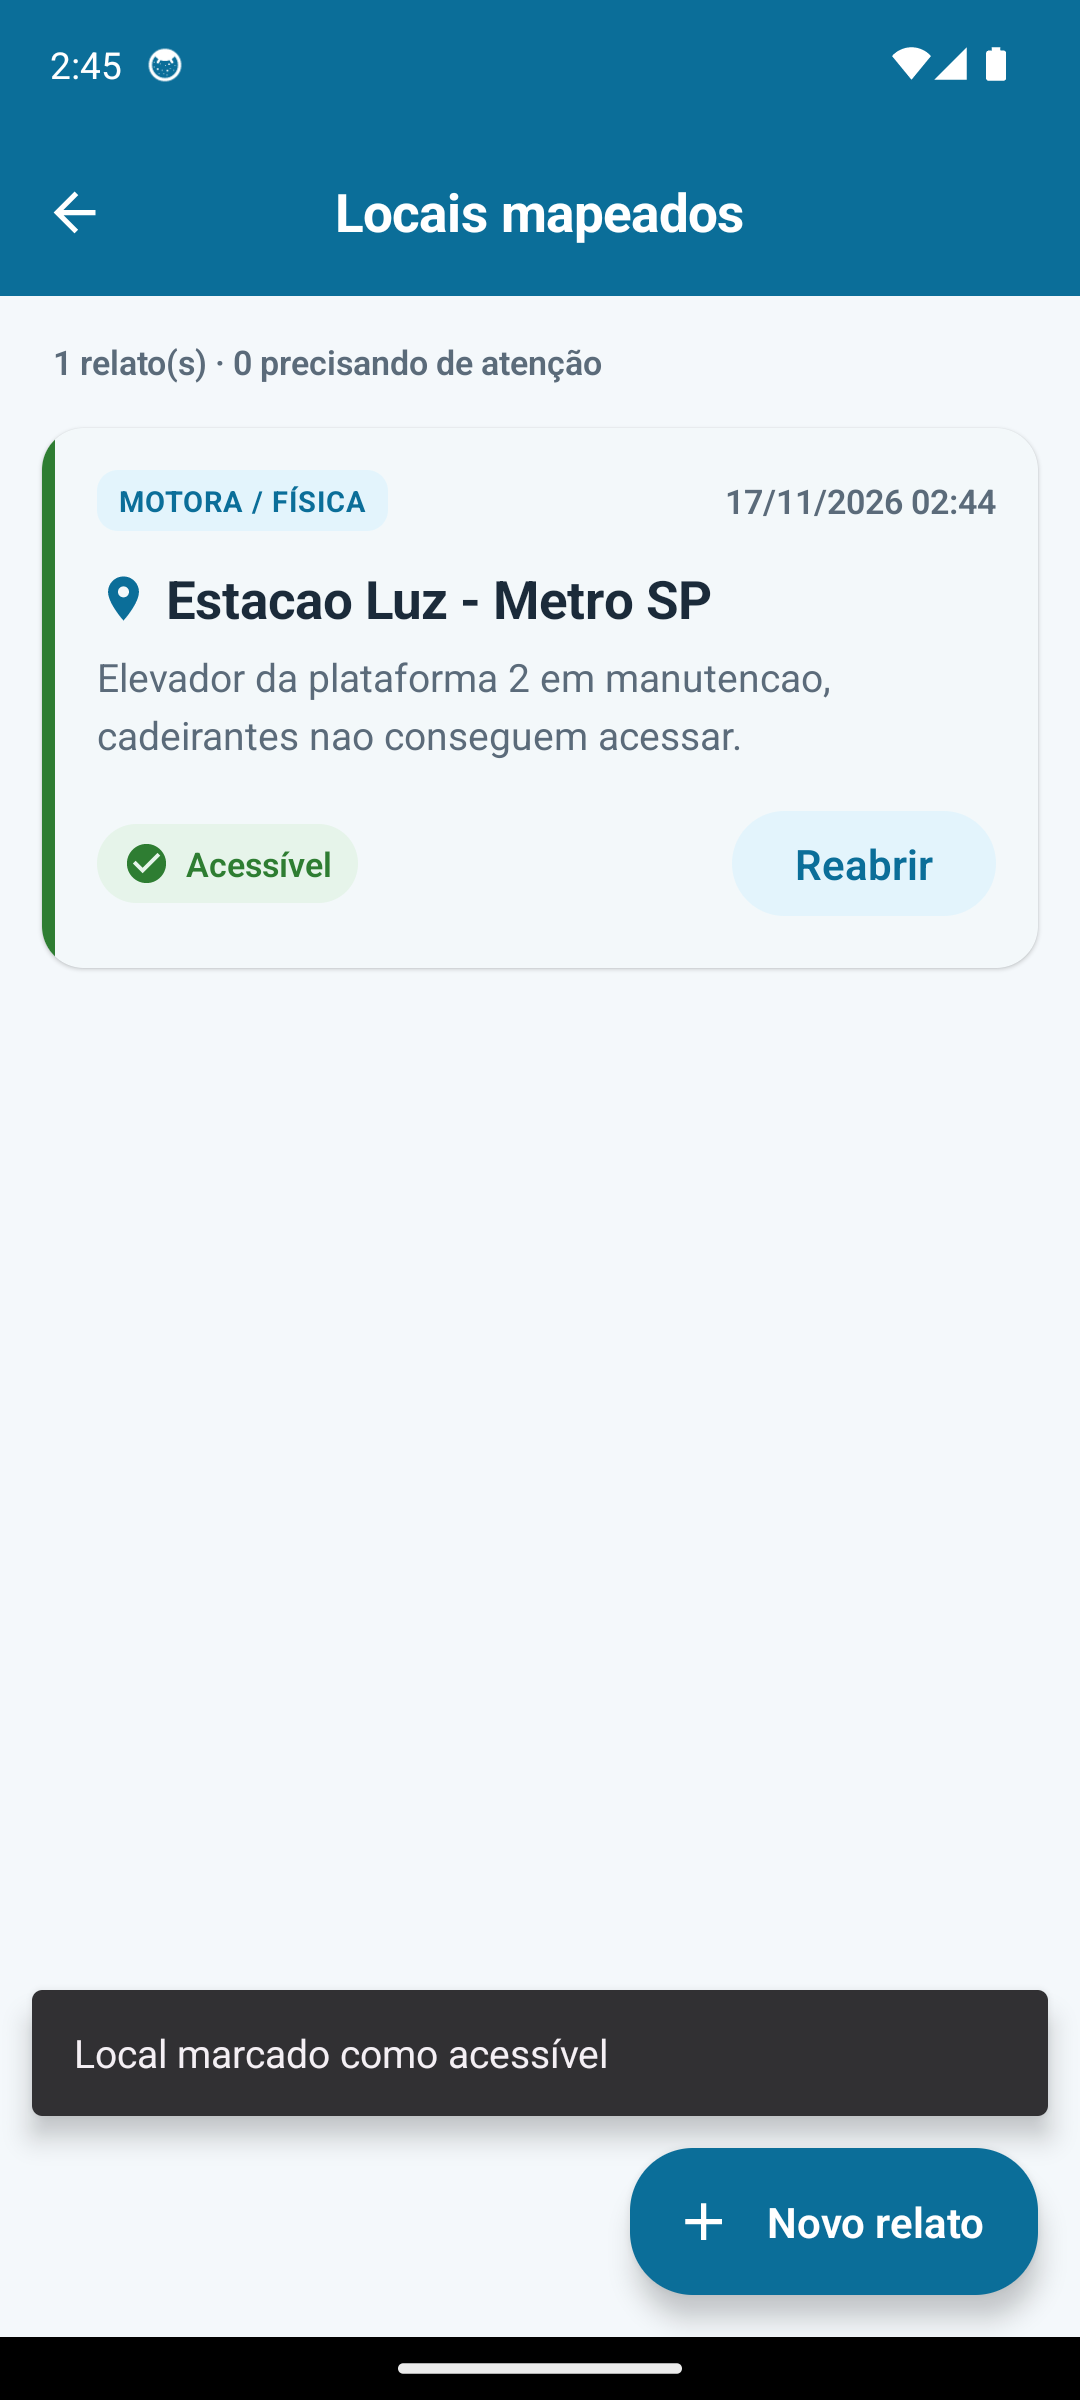 2:45
Locais mapeados
1 relato(s) · 0 precisando de atenção
MOTORA / FÍSICA
17/11/2026 02:44
Estacao Luz - Metro SP
Elevador da plataforma 2 em manutencao,
cadeirantes nao conseguem acessar.
Acessível
Reabrir
Local marcado como acessível
Novo relato